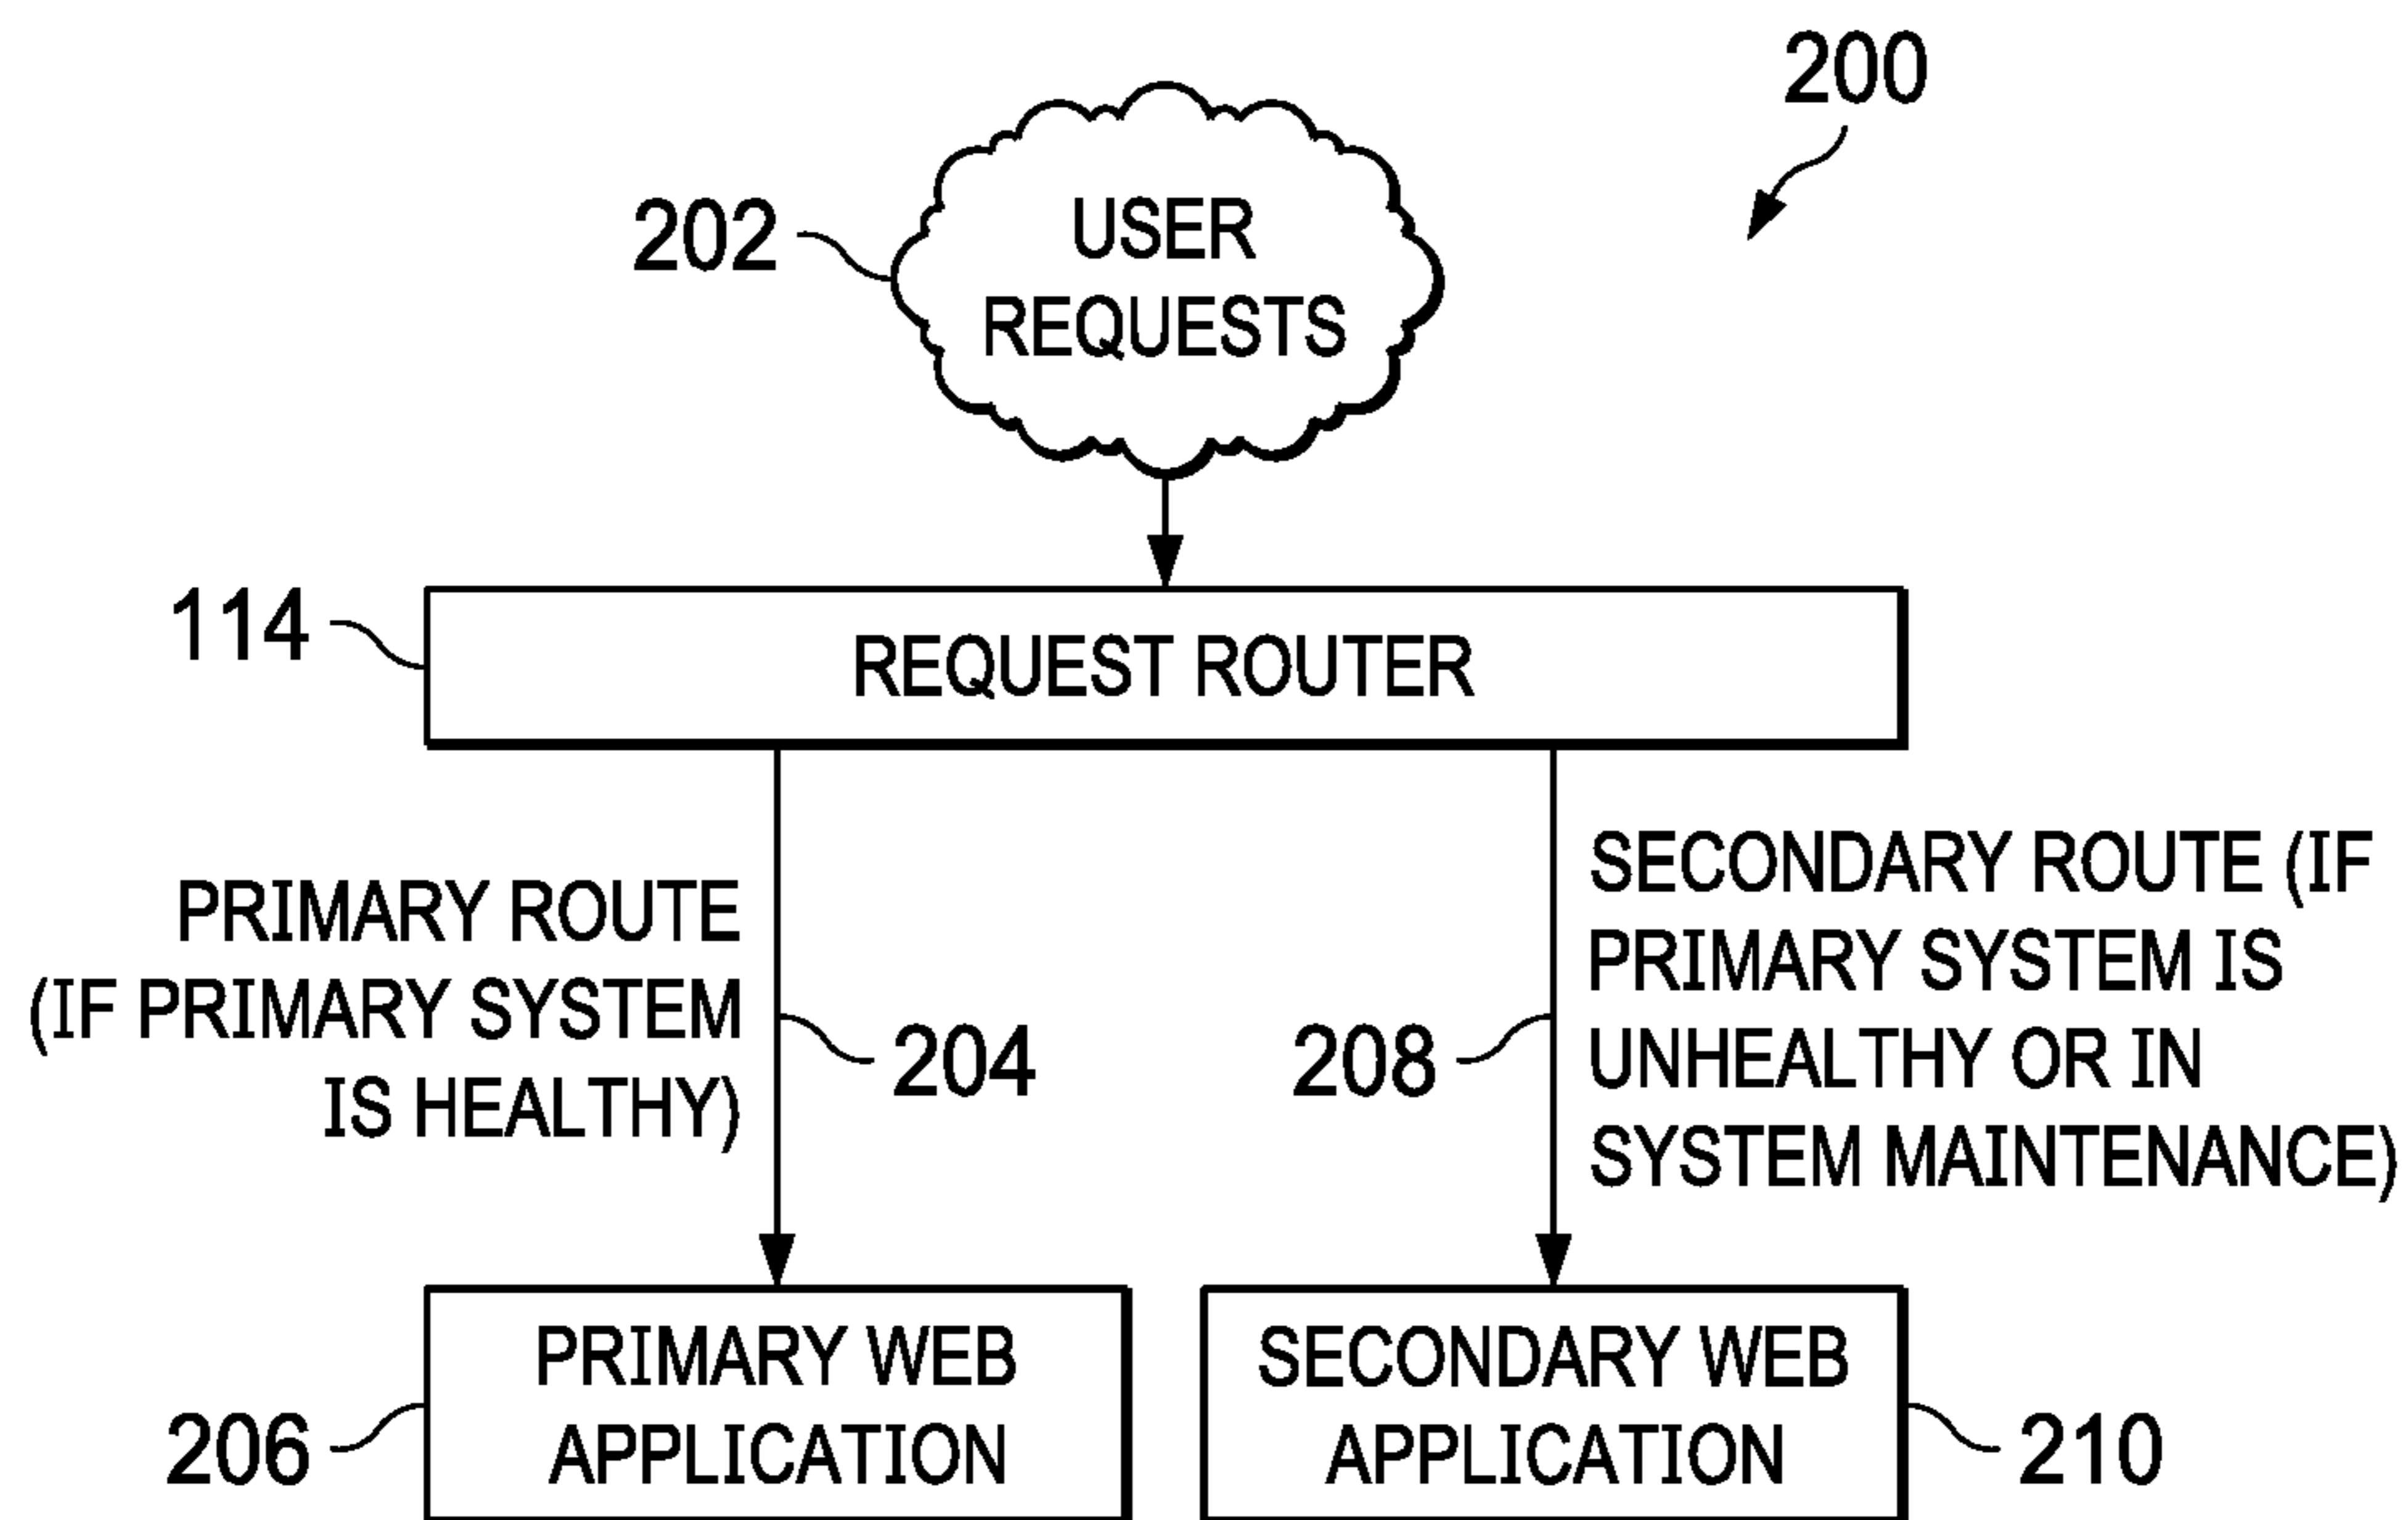 200
202
USER
REQUESTS
114
REQUEST ROUTER
PRIMARY ROUTE
(IF PRIMARY SYSTEM
IS HEALTHY)
204
208
SECONDARY ROUTE (IF
PRIMARY SYSTEM IS
UNHEALTHY OR IN
SYSTEM MAINTENANCE)
206
PRIMARY WEB
APPLICATION
SECONDARY WEB
APPLICATION
210